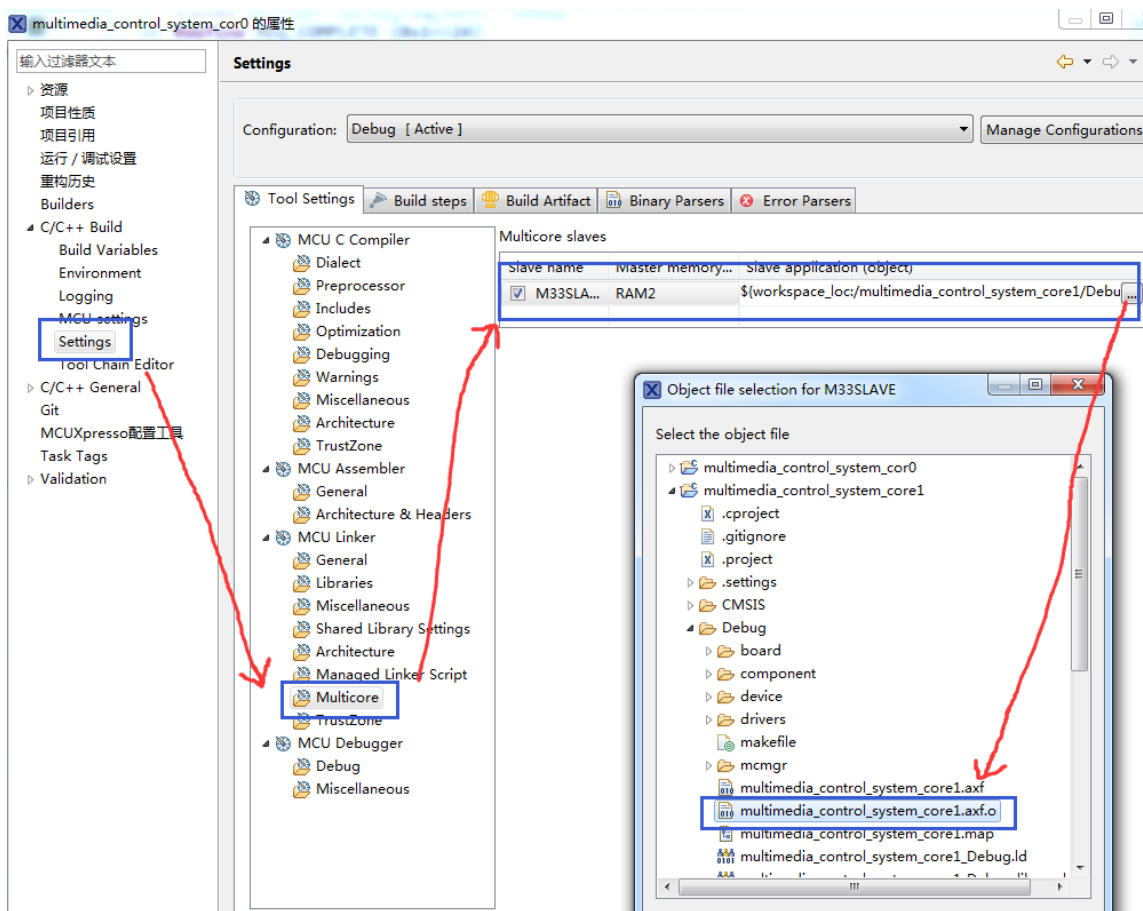 multimedia_control_system_cor0 的属性
输入过滤器文本
资源
项目性质
项目引用
运行 / 调试设置
重构历史
Builders
C/C++ Build
Build Variables
Environment
Logging
MCU settings
Settings
Tool Chain Editor
C/C++ General
Git
MCUXpresso配置工具
Task Tags
Validation
Settings
Configuration: Debug [ Active ] Manage Configurations
Tool Settings Build steps Build Artifact Binary Parsers Error Parsers
MCU C Compiler
Dialect
Preprocessor
Includes
Optimization
Debugging
Warnings
Miscellaneous
Architecture
TrustZone
MCU Assembler
General
Architecture & Headers
MCU Linker
General
Libraries
Miscellaneous
Shared Library Settings
Architecture
Managed Linker Script
Multicore
TrustZone
MCU Debugger
Debug
Miscellaneous
Multicore slaves
Slave name Master memory... Slave application (object)
M33SLA... RAM2 ${workspace_loc:/multimedia_control_system_core1/Debu ...
Object file selection for M33SLAVE
Select the object file
multimedia_control_system_cor0
multimedia_control_system_core1
.cproject
.gitignore
.project
.settings
CMSIS
Debug
board
component
device
drivers
makefile
mcmgr
multimedia_control_system_core1.axf
multimedia_control_system_core1.axf.o
multimedia_control_system_core1.map
multimedia_control_system_core1_Debug.ld